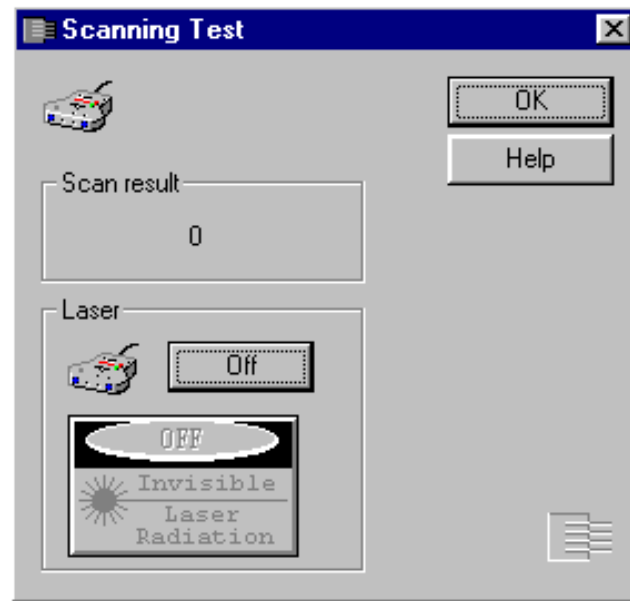 Scanning Test
OK
Help
Scan result
0
Laser
Off
OFF
Invisible
Laser
Radiation